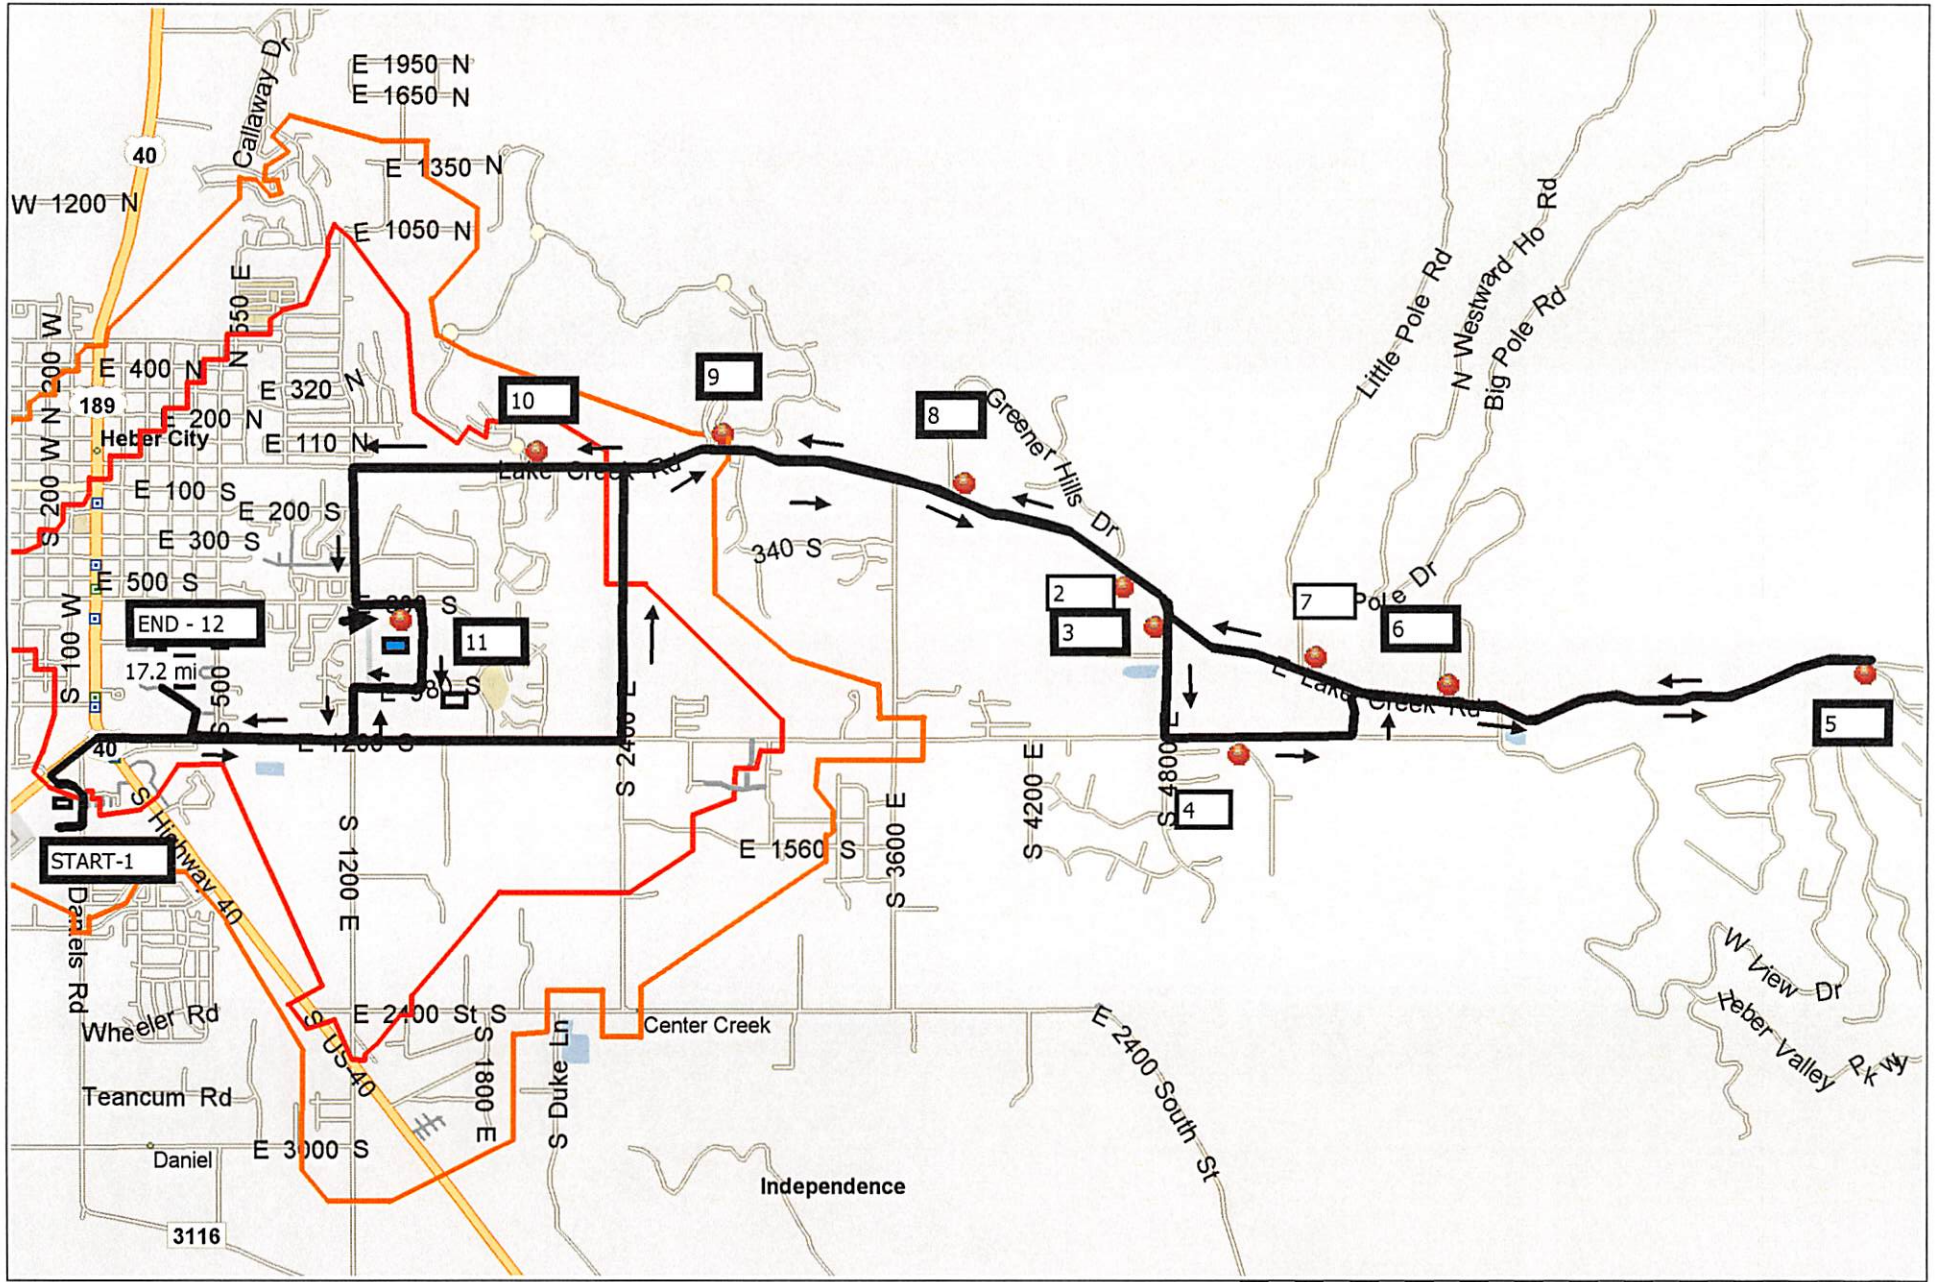 E 1950 N
E 1650 N
Callaway Dr
40
E 1350 N
W 1200 N
E 1050 N
N 550 E
Little Pole Rd
N Westward Ho Rd
Big Pole Rd
N 200 W
E 400 N
E 320 N
189
E 200 N
Heber City
E 110 N
10
9
8
Greener Hills Dr
Lake Creek Rd
S 200 W
E 100 S
E 200 S
E 300 S
340 S
E 500 S
2
3
7
Pole Dr
6
S 100 W
END - 12
17.2 mi
S 500
11
E Lake Creek Rd
5
40
E 1200 S
S 2400 E
S 4800 E
4
S 4200 E
S 3600 E
E 1560 S
START-1
S Highway 40
S 1200 E
Daniels Rd
W View Dr
Heber Valley Pkwy
Wheeler Rd
E 2400 St S
Center Creek
E 2400 South St
S US-40
S 1800 E
S Duke Ln
Teancum Rd
E 3000 S
Daniel
Independence
3116